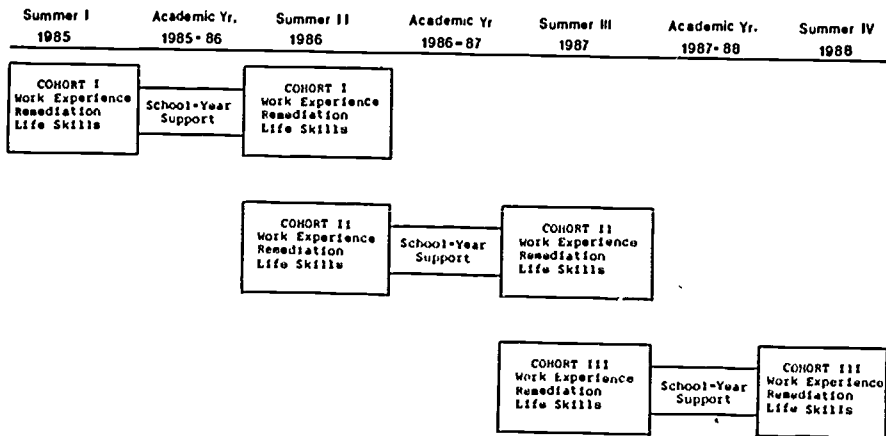 Summer I
1985
Academic Yr.
1985-86
Summer II
1986
Academic Yr
1986-87
Summer III
1987
Academic Yr.
1987-88
Summer IV
1988
COHORT I
Work Experience
Remediation
Life Skills
School-Year
Support
COHORT I
Work Experience
Remediation
Life Skills
COHORT II
Work Experience
Remediation
Life Skills
School-Year
Support
COHORT II
Work Experience
Remediation
Life Skills
COHORT III
Work Experience
Remediation
Life Skills
School-Year
Support
COHORT III
Work Experience
Remediation
Life Skills